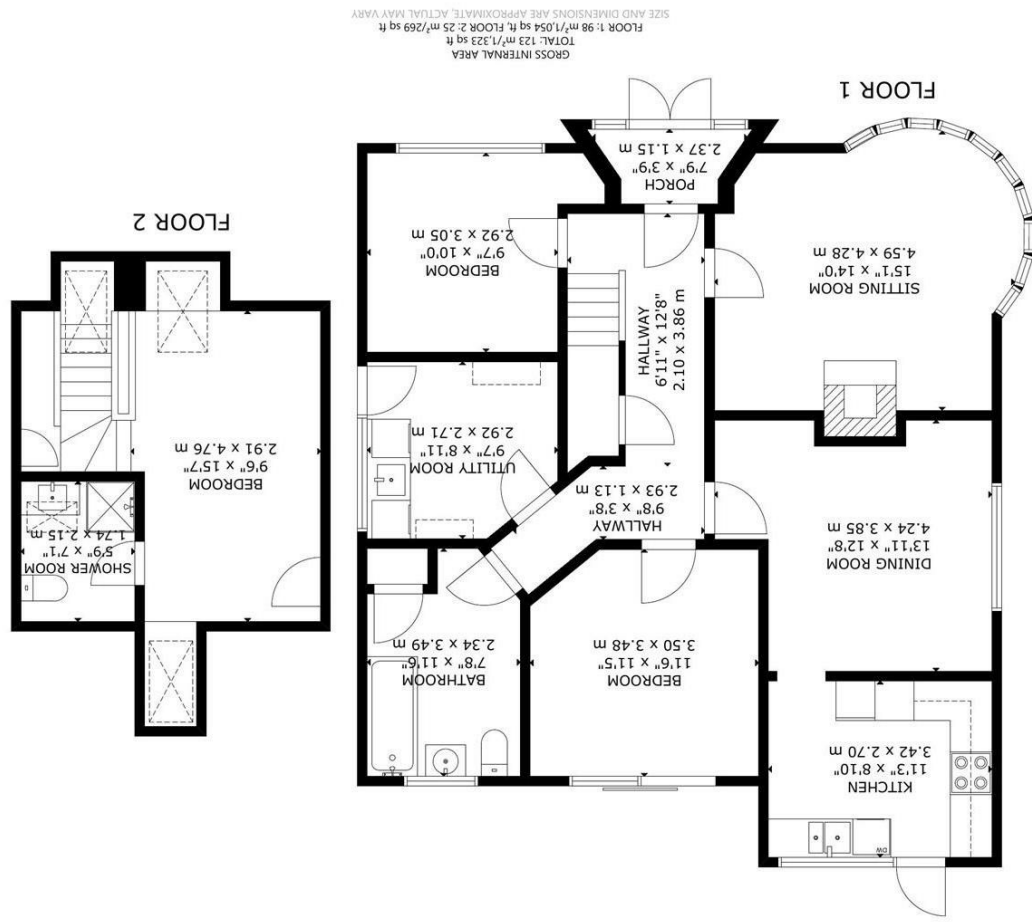 DW
KITCHEN
11'3" x 8'10"
3.42 x 2.70 m
BEDROOM
11'6" x 11'5"
3.50 x 3.48 m
BATHROOM
7'8" x 11'6"
2.34 x 3.49 m
DINING ROOM
13'11" x 12'8"
4.24 x 3.85 m
HALLWAY
9'8" x 3'8"
2.93 x 1.13 m
UTILITY ROOM
9'7" x 8'11"
2.92 x 2.71 m
HALLWAY
6'11" x 12'8"
2.10 x 3.86 m
SITTING ROOM
15'1" x 14'0"
4.59 x 4.28 m
BEDROOM
9'7" x 10'0"
2.92 x 3.05 m
PORCH
7'9" x 3'9"
2.37 x 1.15 m
FLOOR 1
SHOWER ROOM
5'9" x 7'1"
1.74 x 2.15 m
BEDROOM
9'6" x 15'7"
2.91 x 4.76 m
FLOOR 2
GROSS INTERNAL AREA
TOTAL: 123 m²/1,323 sq ft
FLOOR 1: 98 m²/1,054 sq ft, FLOOR 2: 25 m²/269 sq ft
SIZE AND DIMENSIONS ARE APPROXIMATE, ACTUAL MAY VARY